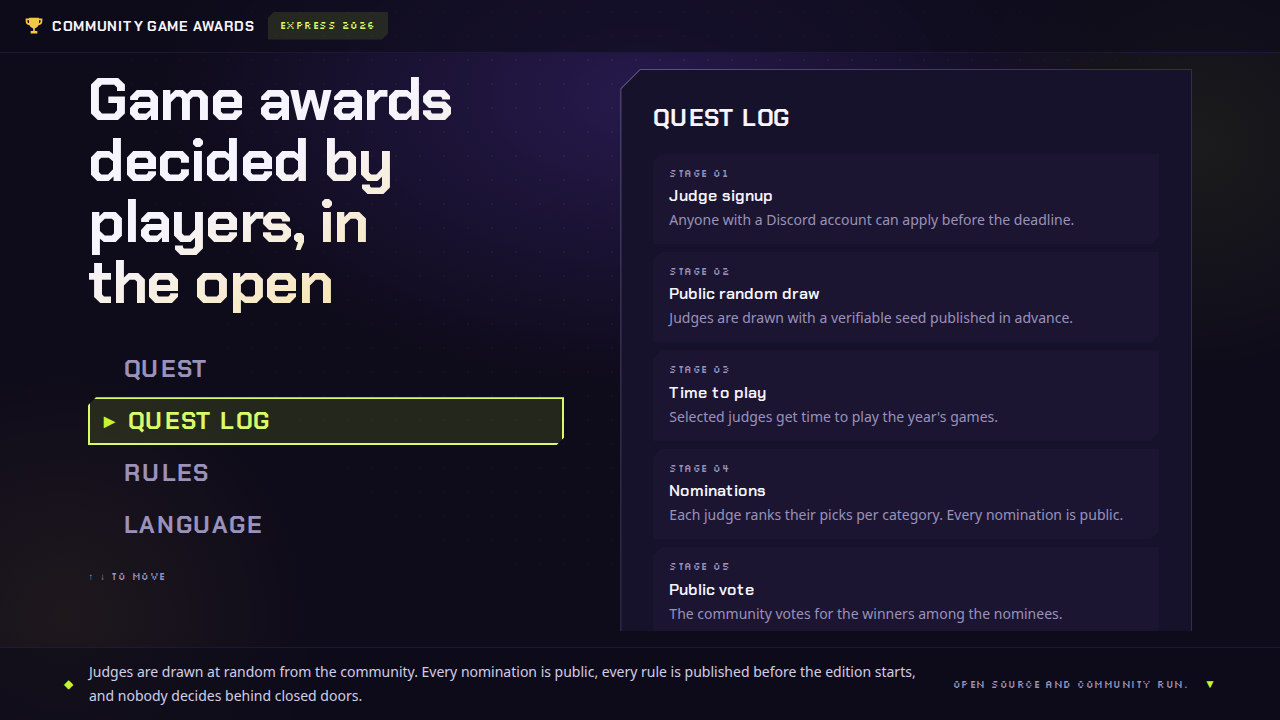 COMMUNITY GAME AWARDS
EXPRESS 2026
Game awards
decided by
players, in
the open
QUEST
▶ QUEST LOG
RULES
LANGUAGE
↑ ↓ TO MOVE
QUEST LOG
STAGE 01
Judge signup
Anyone with a Discord account can apply before the deadline.
STAGE 02
Public random draw
Judges are drawn with a verifiable seed published in advance.
STAGE 03
Time to play
Selected judges get time to play the year's games.
STAGE 04
Nominations
Each judge ranks their picks per category. Every nomination is public.
STAGE 05
Public vote
The community votes for the winners among the nominees.
◆ Judges are drawn at random from the community. Every nomination is public, every rule is published before the edition starts,
and nobody decides behind closed doors.
OPEN SOURCE AND COMMUNITY RUN. ▼